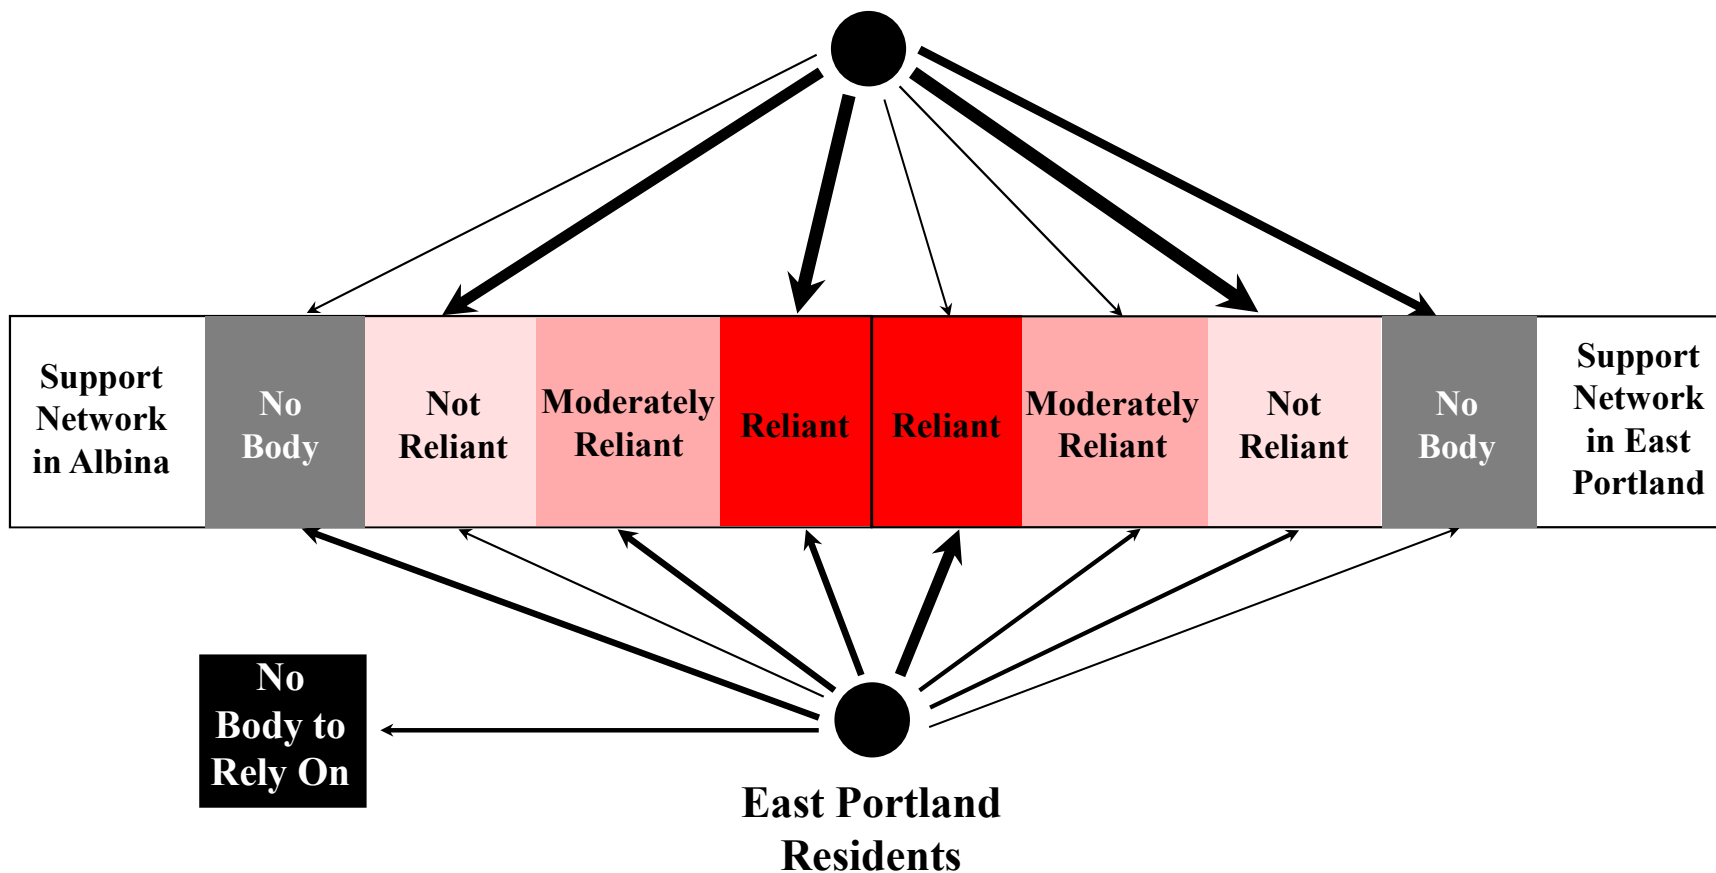 Support
Network
in Albina
No
Body
Not
Reliant
Moderately
Reliant
Reliant
Reliant
Moderately
Reliant
Not
Reliant
No
Body
Support
Network
in East
Portland
No
Body to
Rely On
East Portland
Residents